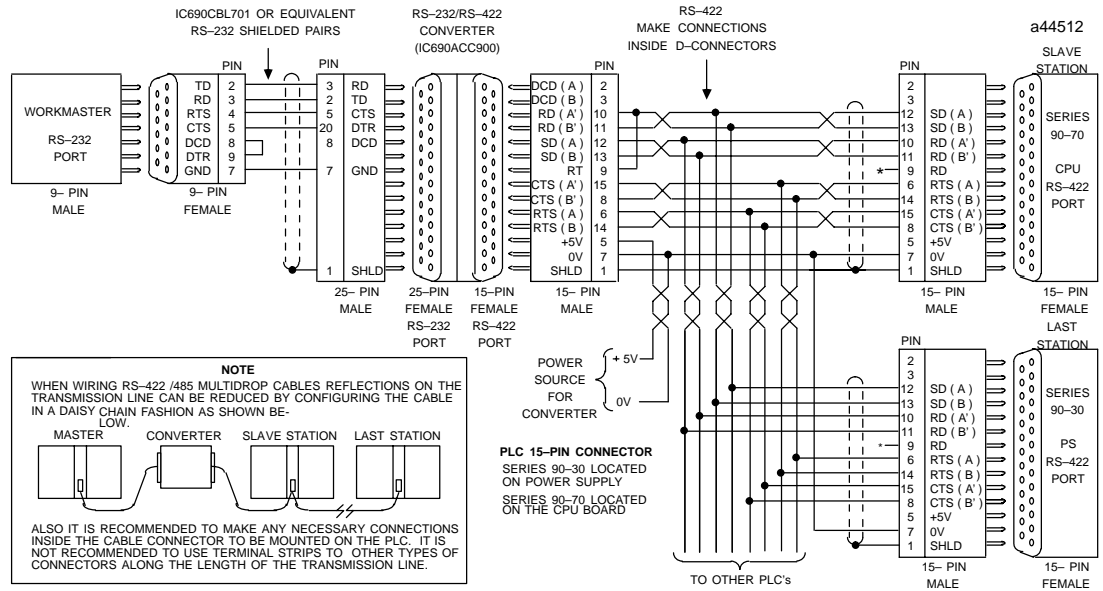 IC690CBL701 OR EQUIVALENT
RS–232 SHIELDED PAIRS
RS–232/RS–422
CONVERTER
(IC690ACC900)
RS–422
MAKE CONNECTIONS
INSIDE D–CONNECTORS
a44512
SLAVE
STATION
WORKMASTER
RS–232
PORT
9– PIN
MALE
PIN
TD 2
RD 3
RTS 4
CTS 5
DCD 8
DTR 9
GND 7
9– PIN
FEMALE
PIN
3 RD
2 TD
5 CTS
20 DTR
8 DCD
7 GND
1 SHLD
25– PIN
MALE
25–PIN
FEMALE
RS–232
PORT
15–PIN
FEMALE
RS–422
PORT
PIN
DCD ( A ) 2
DCD ( B ) 3
RD ( A' ) 10
RD ( B' ) 11
SD ( A ) 12
SD ( B ) 13
RT 9
CTS ( A' ) 15
CTS ( B' ) 8
RTS ( A ) 6
RTS ( B ) 14
+5V 5
0V 7
SHLD 1
15– PIN
MALE
PIN
2
3
12 SD ( A )
13 SD ( B )
10 RD ( A' )
11 RD ( B' )
* 9 RD
6 RTS ( A )
14 RTS ( B )
15 CTS ( A' )
8 CTS ( B' )
5 +5V
7 0V
1 SHLD
15– PIN
MALE
SERIES
90–70
CPU
RS–422
PORT
15– PIN
FEMALE
LAST
STATION
PIN
2
3
12 SD ( A )
13 SD ( B )
10 RD ( A' )
11 RD ( B' )
* 9 RD
6 RTS ( A )
14 RTS ( B )
15 CTS ( A' )
8 CTS ( B' )
5 +5V
7 0V
1 SHLD
15– PIN
MALE
SERIES
90–30
PS
RS–422
PORT
15– PIN
FEMALE
POWER
SOURCE
FOR
CONVERTER
+ 5V
0V
PLC 15–PIN CONNECTOR
SERIES 90–30 LOCATED
ON POWER SUPPLY
SERIES 90–70 LOCATED
ON THE CPU BOARD
TO OTHER PLC's
NOTE
WHEN WIRING RS–422 /485 MULTIDROP CABLES REFLECTIONS ON THE
TRANSMISSION LINE CAN BE REDUCED BY CONFIGURING THE CABLE
IN A DAISY CHAIN FASHION AS SHOWN BE-
LOW.
MASTER
CONVERTER
SLAVE STATION
LAST STATION
ALSO IT IS RECOMMENDED TO MAKE ANY NECESSARY CONNECTIONS
INSIDE THE CABLE CONNECTOR TO BE MOUNTED ON THE PLC. IT IS
NOT RECOMMENDED TO USE TERMINAL STRIPS TO OTHER TYPES OF
CONNECTORS ALONG THE LENGTH OF THE TRANSMISSION LINE.